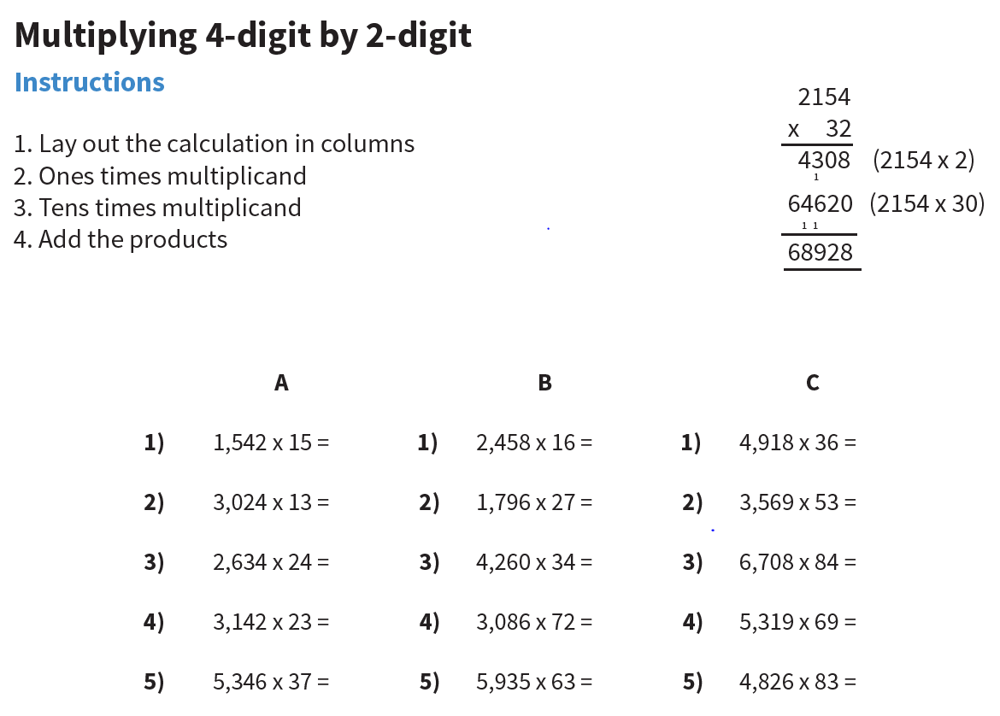 Multiplying 4-digit by 2-digit
Instructions
1. Lay out the calculation in columns
2. Ones times multiplicand
3. Tens times multiplicand
4. Add the products
2154
x 32
4308 (2154 x 2)
1
64620 (2154 x 30)
1 1
68928
A B C
1) 1,542 x 15 = 1) 2,458 x 16 = 1) 4,918 x 36 =
2) 3,024 x 13 = 2) 1,796 x 27 = 2) 3,569 x 53 =
3) 2,634 x 24 = 3) 4,260 x 34 = 3) 6,708 x 84 =
4) 3,142 x 23 = 4) 3,086 x 72 = 4) 5,319 x 69 =
5) 5,346 x 37 = 5) 5,935 x 63 = 5) 4,826 x 83 =